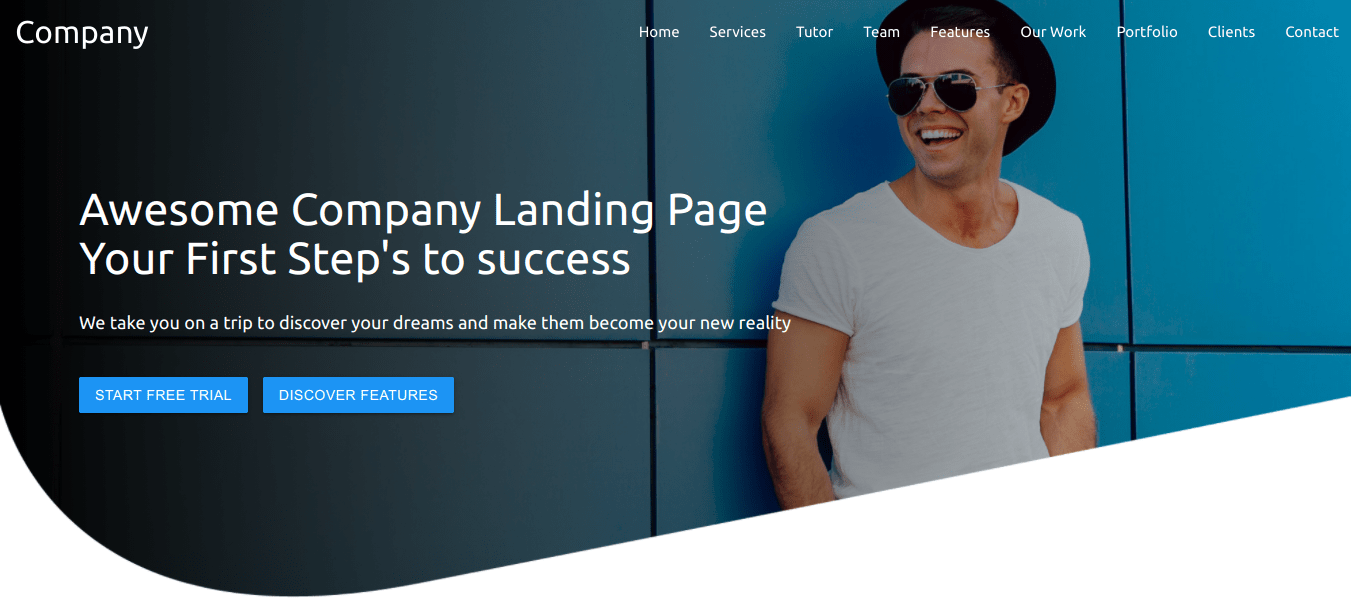 Company
Home Services Tutor Team Features Our Work Portfolio Clients Contact
Awesome Company Landing Page
Your First Step's to success
We take you on a trip to discover your dreams and make them become your new reality
START FREE TRIAL DISCOVER FEATURES